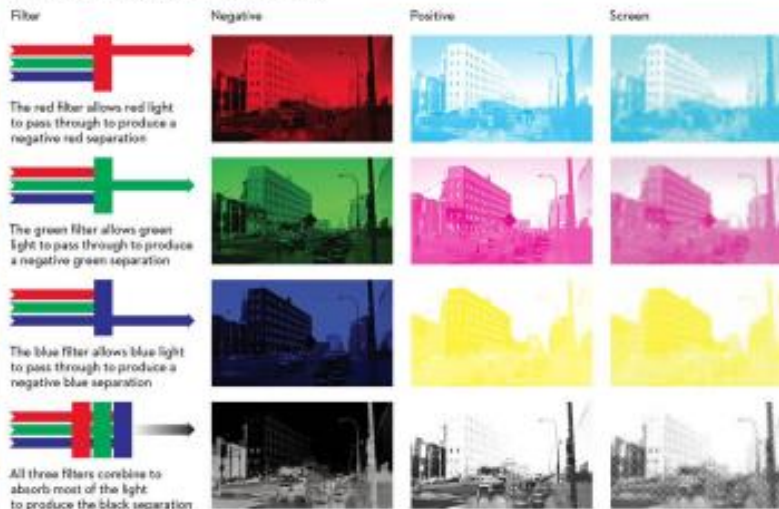 Filter
Negative
Positive
Screen
The red filter allows red light
to pass through to produce a
negative red separation
The green filter allows green
light to pass through to produce
a negative green separation
The blue filter allows blue light
to pass through to produce a
negative blue separation
All three filters combine to
absorb most of the light
to produce the black separation